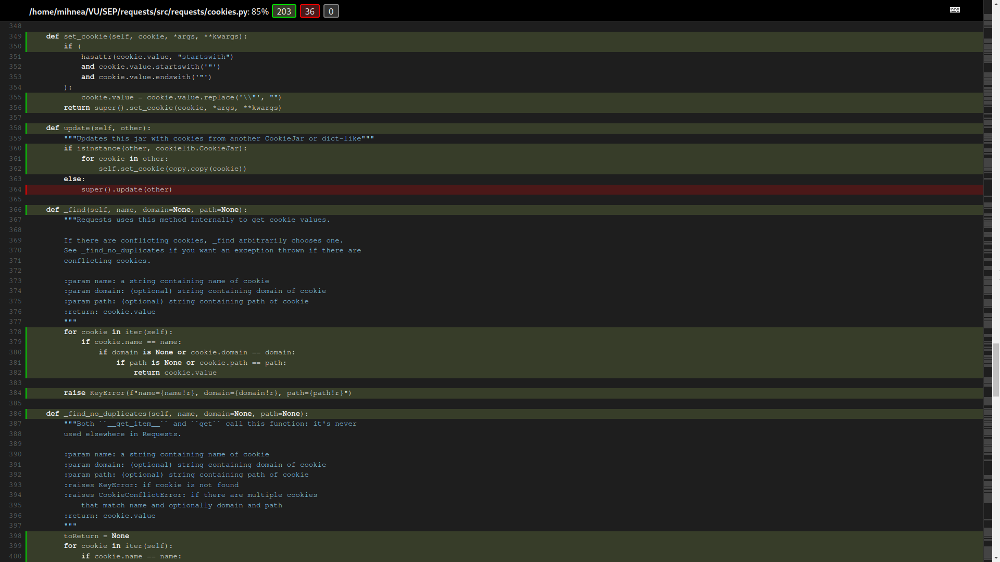 /home/mihnea/VU/SEP/requests/src/requests/cookies.py: 85% 203 36 0
348
349     def set_cookie(self, cookie, *args, **kwargs):
350         if (
351             hasattr(cookie.value, "startswith")
352             and cookie.value.startswith('"')
353             and cookie.value.endswith('"')
354         ):
355             cookie.value = cookie.value.replace('\\"', "")
356         return super().set_cookie(cookie, *args, **kwargs)
357
358     def update(self, other):
359         """Updates this jar with cookies from another CookieJar or dict-like"""
360         if isinstance(other, cookielib.CookieJar):
361             for cookie in other:
362                 self.set_cookie(copy.copy(cookie))
363         else:
364             super().update(other)
365
366     def _find(self, name, domain=None, path=None):
367         """Requests uses this method internally to get cookie values.
368
369         If there are conflicting cookies, _find arbitrarily chooses one.
370         See _find_no_duplicates if you want an exception thrown if there are
371         conflicting cookies.
372
373         :param name: a string containing name of cookie
374         :param domain: (optional) string containing domain of cookie
375         :param path: (optional) string containing path of cookie
376         :return: cookie.value
377         """
378         for cookie in iter(self):
379             if cookie.name == name:
380                 if domain is None or cookie.domain == domain:
381                     if path is None or cookie.path == path:
382                         return cookie.value
383
384         raise KeyError(f"name={name!r}, domain={domain!r}, path={path!r}")
385
386     def _find_no_duplicates(self, name, domain=None, path=None):
387         """Both ``__get_item__`` and ``get`` call this function: it's never
388         used elsewhere in Requests.
389
390         :param name: a string containing name of cookie
391         :param domain: (optional) string containing domain of cookie
392         :param path: (optional) string containing path of cookie
393         :raises KeyError: if cookie is not found
394         :raises CookieConflictError: if there are multiple cookies
395             that match name and optionally domain and path
396         :return: cookie.value
397         """
398         toReturn = None
399         for cookie in iter(self):
400             if cookie.name == name: